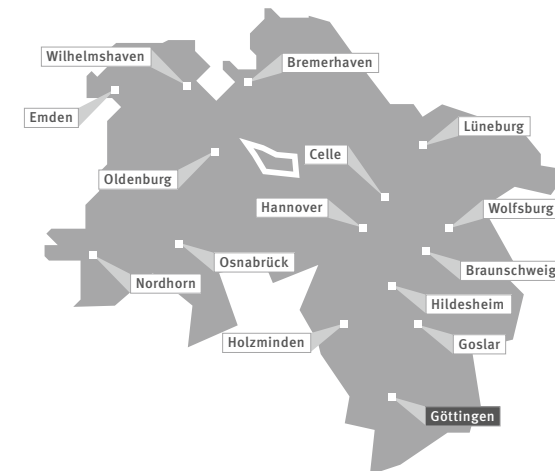 Wilhelmshaven
Bremerhaven
Emden
Lüneburg
Celle
Oldenburg
Hannover
Wolfsburg
Osnabrück
Braunschweig
Nordhorn
Hildesheim
Holzminden
Goslar
Göttingen